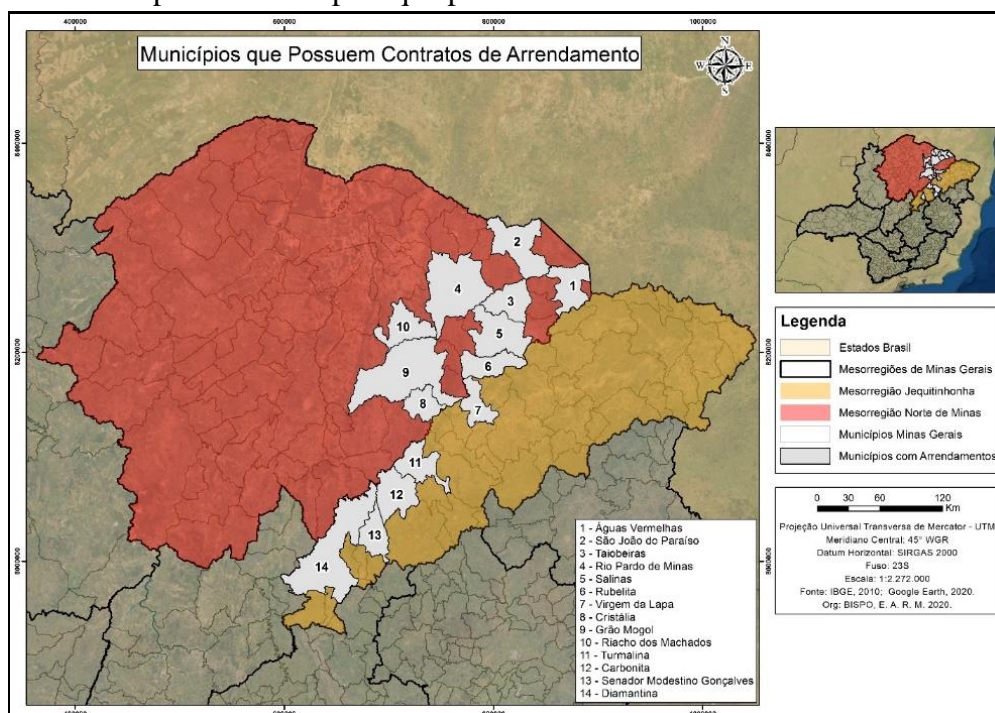 400000 600000 800000 1000000
Municípios que Possuem Contratos de Arrendamento
N
W E
S
8400000 8400000
2
1
4
3
10
5
8200000 8200000
6
9
8
7
11
12
13
14
8000000 8000000
1 - Águas Vermelhas
2 - São João do Paraíso
3 - Taiobeiras
4 - Rio Pardo de Minas
5 - Salinas
6 - Rubelita
7 - Virgem da Lapa
8 - Cristália
9 - Grão Mogol
10 - Riacho dos Machados
11 - Turmalina
12 - Carbonita
13 - Senador Modestino Gonçalves
14 - Diamantina
Legenda
Estados Brasil
Mesorregiões de Minas Gerais
Mesorregião Jequitinhonha
Mesorregião Norte de Minas
Municípios Minas Gerais
Municípios com Arrendamentos
0 30 60 120
Km
Projeção Universal Transversa de Mercator - UTM
Meridiano Central: 45° WGR
Datum Horizontal: SIRGAS 2000
Fuso: 23S
Escala: 1:2.272.000
Fonte: IBGE, 2010; Google Earth, 2020.
Org: BISPO, E. A. R. M. 2020.